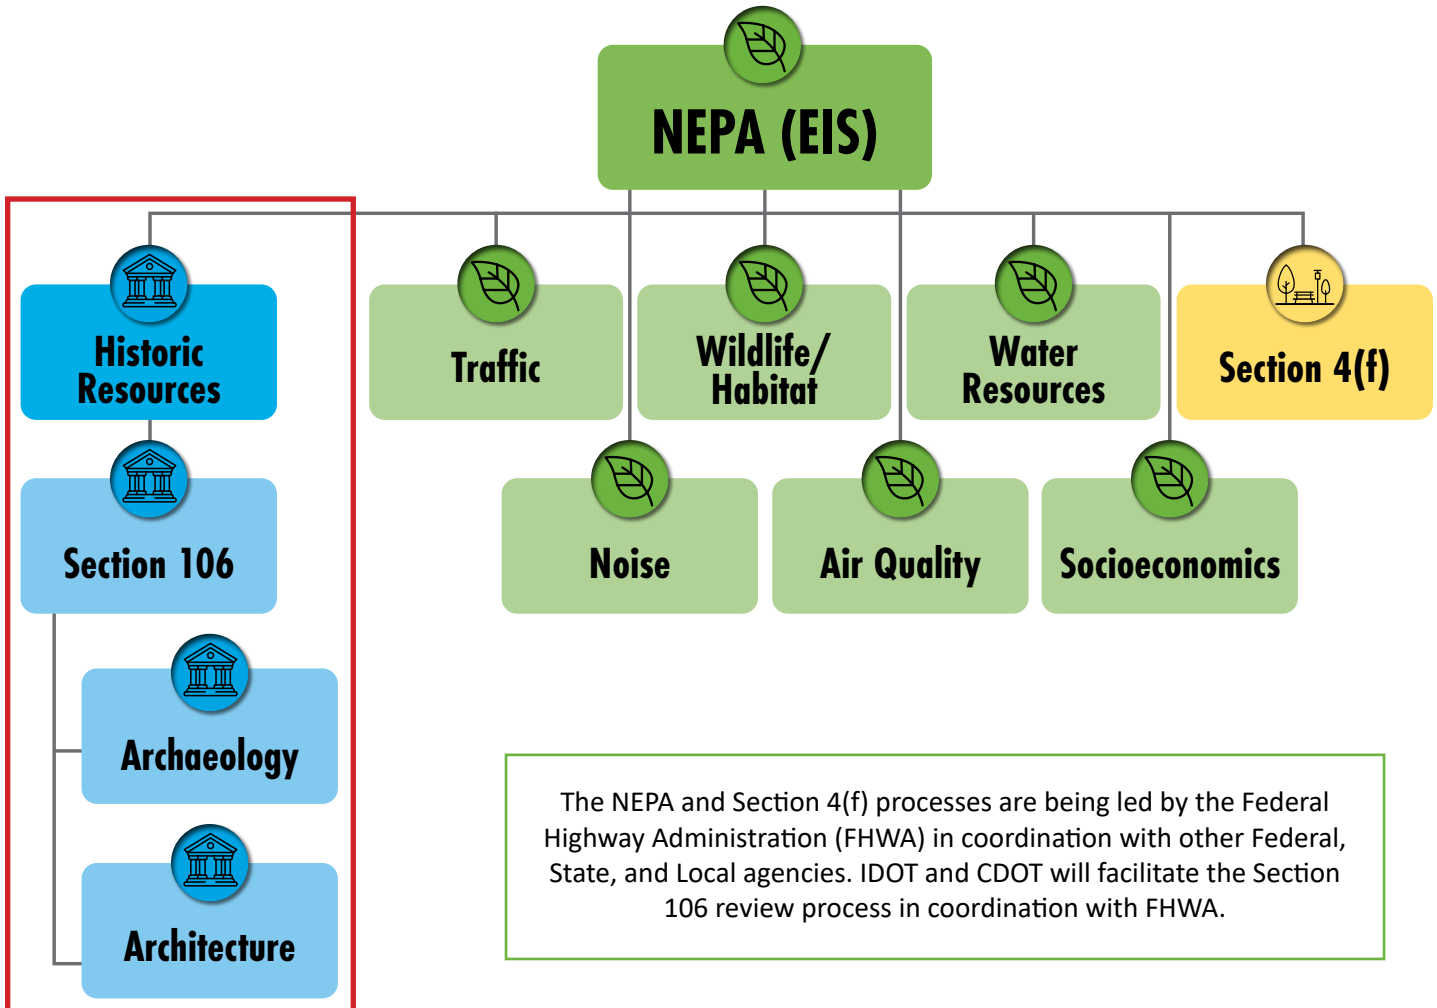 NEPA (EIS)
Historic
Resources
Traffic
Wildlife/
Habitat
Water
Resources
Section 4(f)
Section 106
Noise
Air Quality
Socioeconomics
Archaeology
Architecture
The NEPA and Section 4(f) processes are being led by the Federal
Highway Administration (FHWA) in coordination with other Federal,
State, and Local agencies. IDOT and CDOT will facilitate the Section
106 review process in coordination with FHWA.